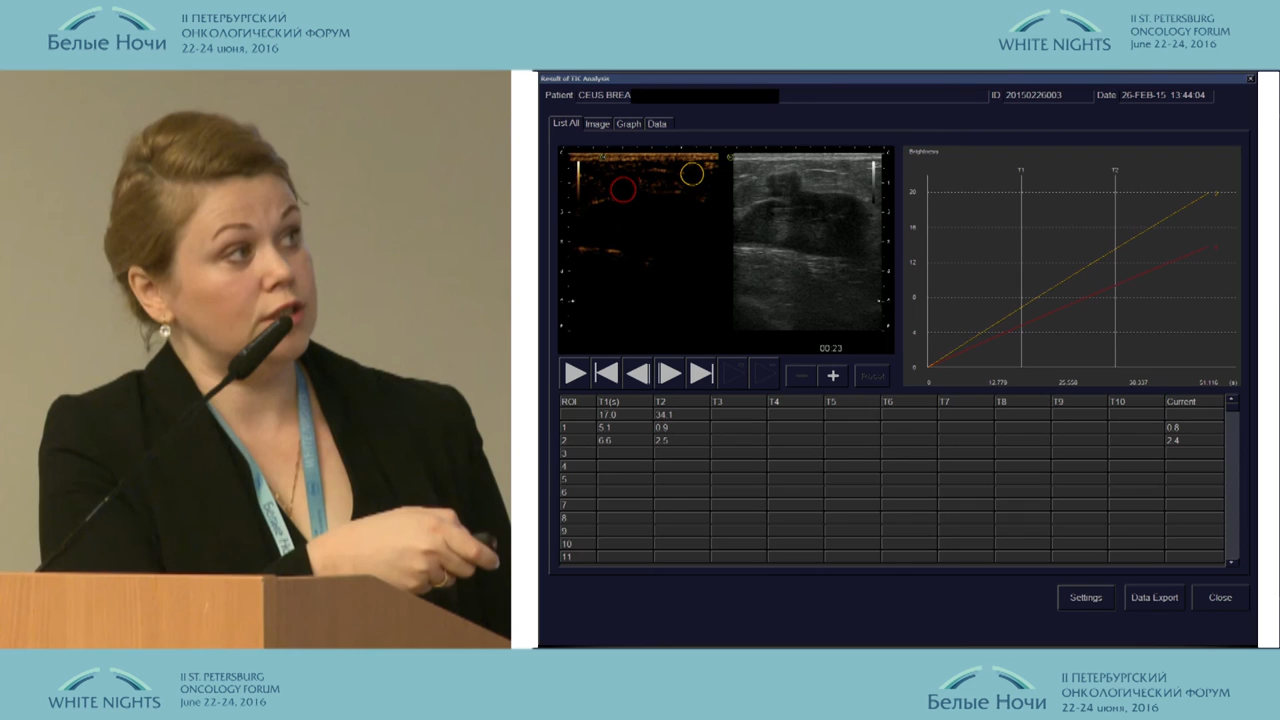 Белые Ночи
II ПЕТЕРБУРГСКИЙ
ОНКОЛОГИЧЕСКИЙ ФОРУМ
22-24 июня, 2016
WHITE NIGHTS
II ST. PETERSBURG
ONCOLOGY FORUM
June 22-24, 2016
Result of TIC Analysis
Patient CEUS BREA
ID 20150226003
Date 26-FEB-15 13:44:04
List All Image Graph Data
Brightness
T1 T2
20
16
12
8
4
0
0 12.779 25.558 38.337 51.116 (s)
00:23
Reset
ROI T1(s) T2 T3 T4 T5 T6 T7 T8 T9 T10 Current
17.0 34.1
1 5.1 0.9 0.8
2 6.6 2.5 2.4
3
4
5
6
7
8
9
10
11
Settings Data Export Close
Белые Но
WHITE NIGHTS
II ST. PETERSBURG
ONCOLOGY FORUM
June 22-24, 2016
Белые Ночи
II ПЕТЕРБУРГСКИЙ
ОНКОЛОГИЧЕСКИЙ ФОРУМ
22-24 июня, 2016